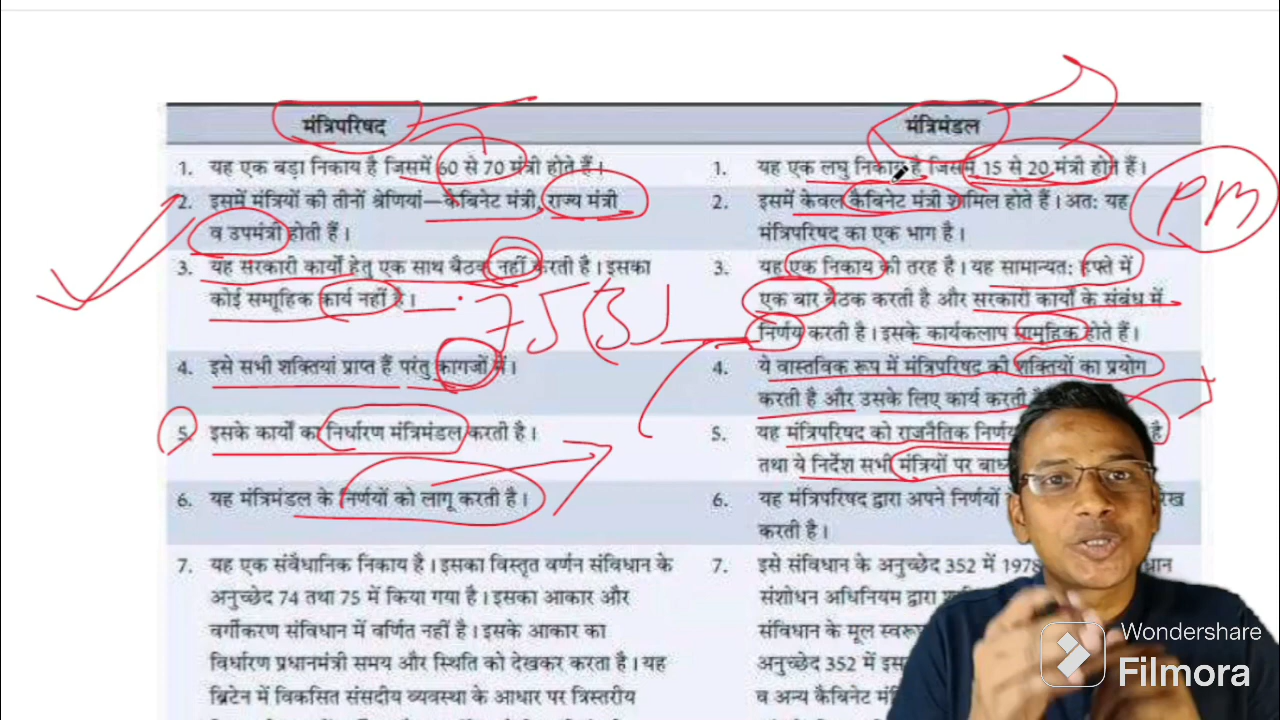 मंत्रिपरिषद
1. यह एक बड़ा निकाय है जिसमें 60 से 70 मंत्री होते हैं।
2. इसमें मंत्रियों की तीनों श्रेणियां—कैबिनेट मंत्री, राज्य मंत्री
व उपमंत्री होती हैं।
3. यह सरकारी कार्यों हेतु एक साथ बैठक नहीं करती है। इसका
कोई समूहिक कार्य नहीं है।
75(3)
4. इसे सभी शक्तियां प्राप्त हैं परंतु कागजों में।
5. इसके कार्यों का निर्धारण मंत्रिमंडल करती है।
6. यह मंत्रिमंडल के निर्णयों को लागू करती है।
7. यह एक संवैधानिक निकाय है। इसका विस्तृत वर्णन संविधान के
अनुच्छेद 74 तथा 75 में किया गया है। इसका आकार और
वर्गीकरण संविधान में वर्णित नहीं है। इसके आकार का
विर्धारण प्रधानमंत्री समय और स्थिति को देखकर करता है। यह
ब्रिटेन में विकसित संसदीय व्यवस्था के आधार पर त्रिस्तरीय
मंत्रिमंडल
1. यह एक लघु निकाय है जिसमें 15 से 20 मंत्री होते हैं।
2. इसमें केवल कैबिनेट मंत्री शामिल होते हैं। अत: यह
मंत्रिपरिषद का एक भाग है।
PM
3. यह एक निकाय की तरह है। यह सामान्यत: हफ्ते में
एक बार बैठक करती है और सरकारी कार्यों के संबंध में
निर्णय करती है। इसके कार्यकलाप सामूहिक होते हैं।
4. ये वास्तविक रूप में मंत्रिपरिषद की शक्तियों का प्रयोग
करती है और उसके लिए कार्य करती
5. यह मंत्रिपरिषद को राजनैतिक निर्णय है
तथा ये निर्देश सभी मंत्रियों पर बाध
6. यह मंत्रिपरिषद द्वारा अपने निर्णयों रेख
करती है।
7. इसे संविधान के अनुच्छेद 352 में 1978 धान
संशोधन अधिनियम द्वारा
संविधान के मूल स्वरू
अनुच्छेद 352 में इस
व अन्य कैबिनेट मं
Wondershare
Filmora